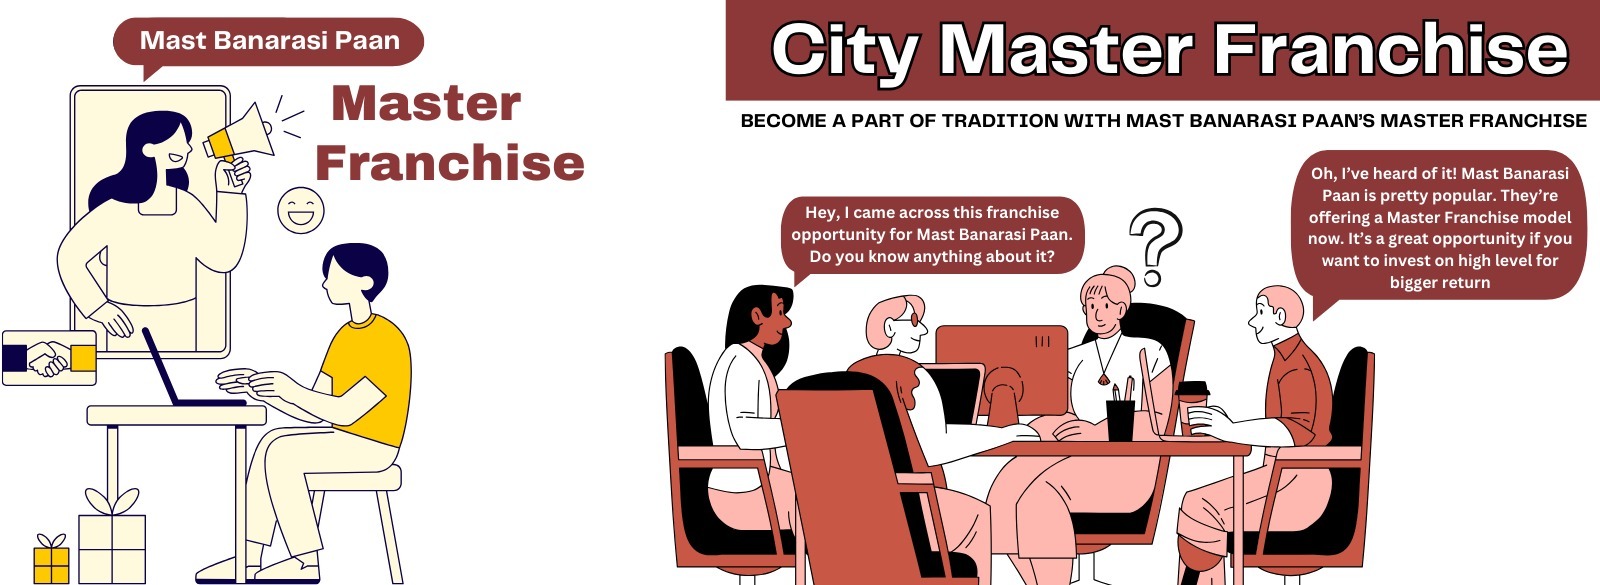 Mast Banarasi Paan
Master
Franchise
City Master Franchise
BECOME A PART OF TRADITION WITH MAST BANARASI PAAN'S MASTER FRANCHISE
Hey, I came across this franchise
opportunity for Mast Banarasi Paan.
Do you know anything about it?
?
Oh, I've heard of it! Mast Banarasi
Paan is pretty popular. They're
offering a Master Franchise model
now. It's a great opportunity if you
want to invest on high level for
bigger return